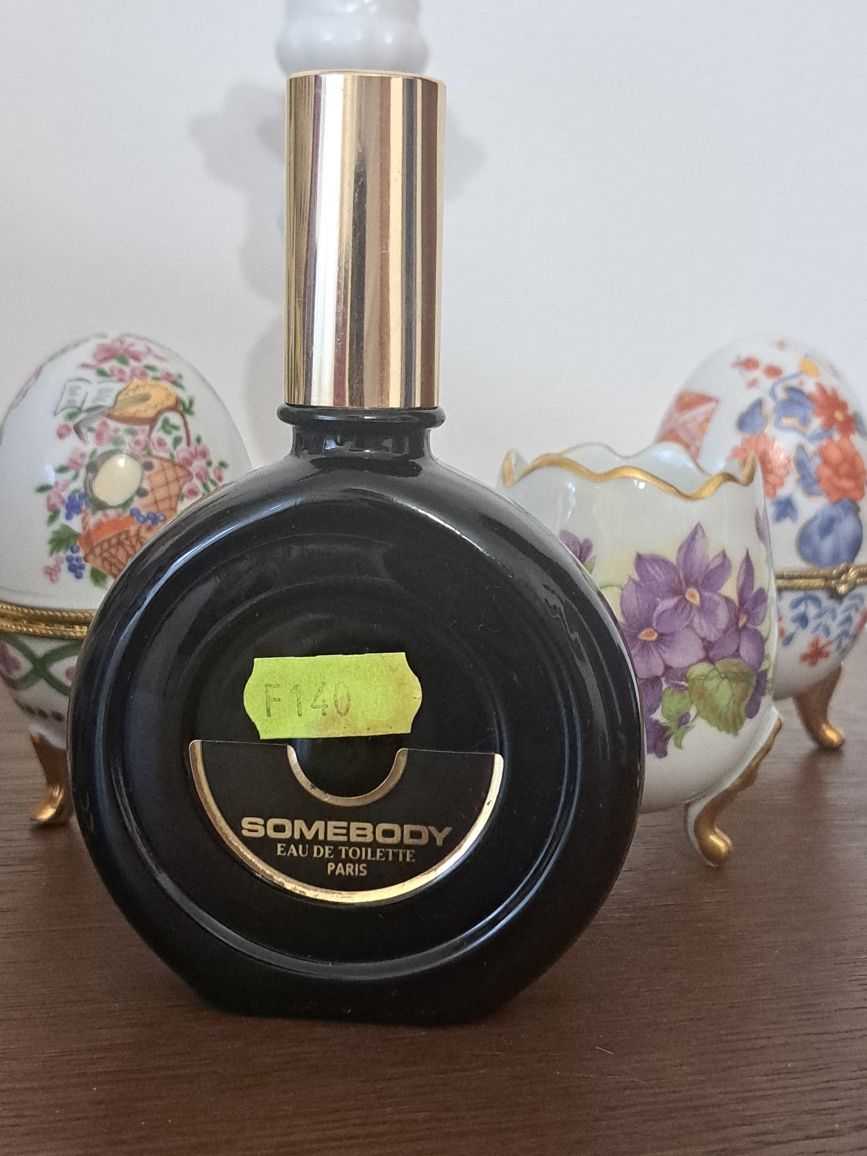 F140
SOMEBODY
EAU DE TOILETTE
PARIS